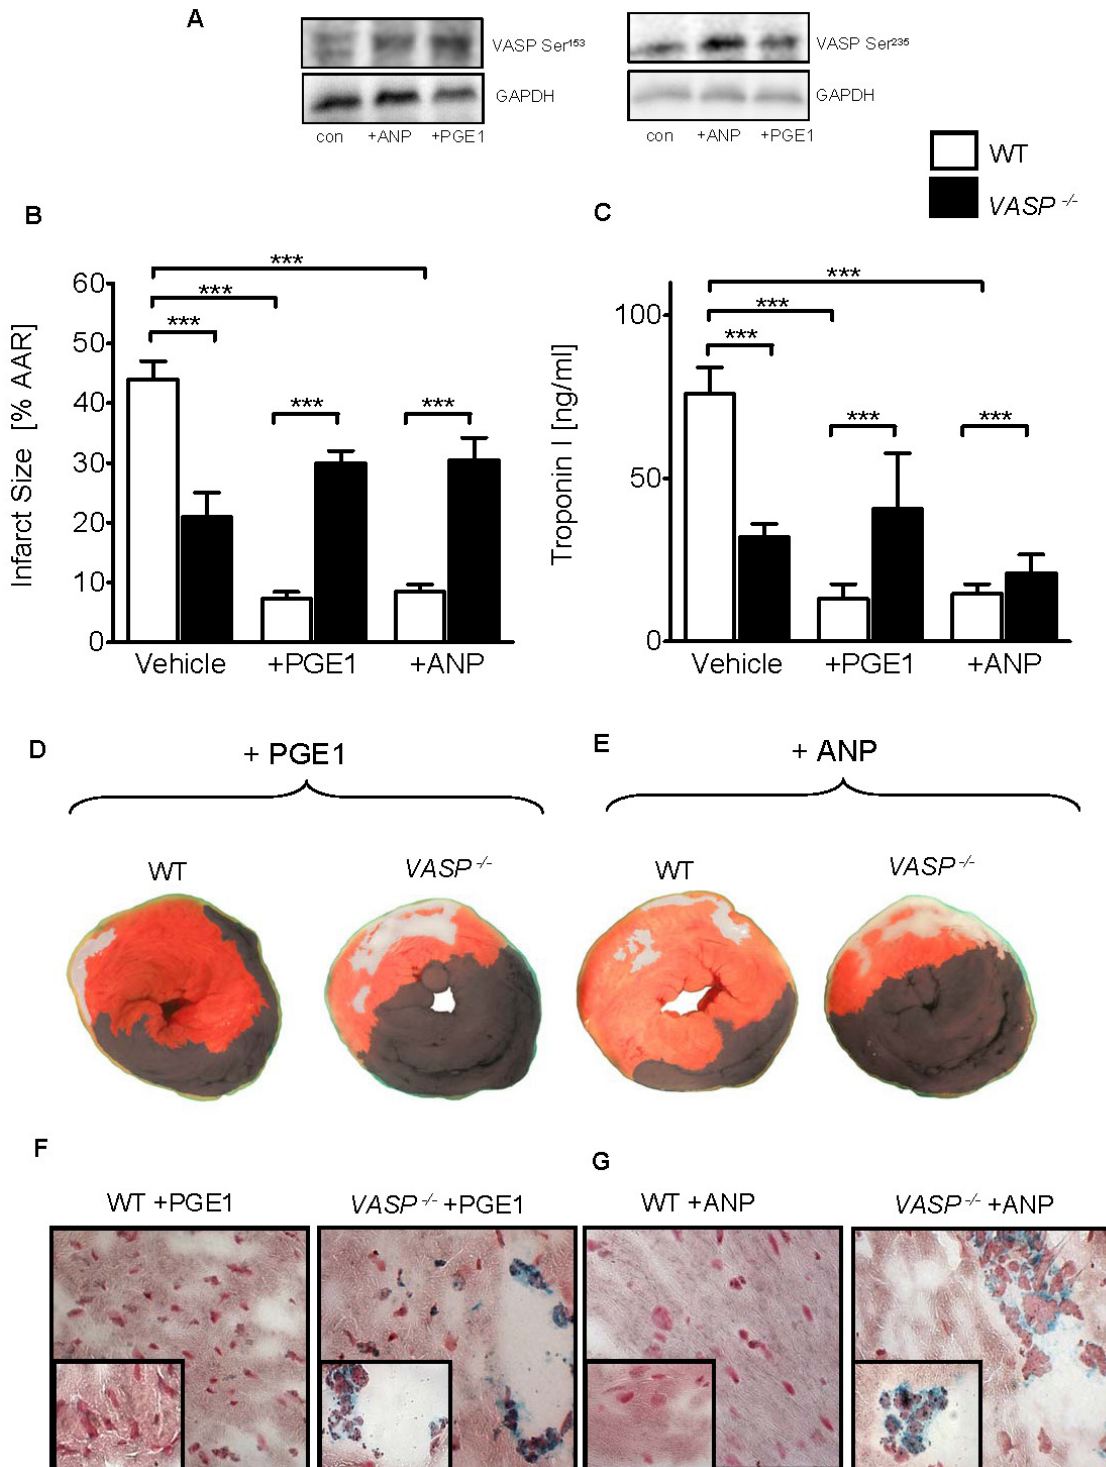 A
VASP Ser¹⁵³
GAPDH
con +ANP +PGE1
VASP Ser²³⁵
GAPDH
con +ANP +PGE1
WT
VASP -/-
B
Infarct Size [% AAR]
60
50
40
30
20
10
0
***
***
***
***
***
Vehicle +PGE1 +ANP
C
Troponin I [ng/ml]
100
50
0
***
***
***
***
***
Vehicle +PGE1 +ANP
D
+ PGE1
WT VASP -/-
E
+ ANP
WT VASP -/-
F
WT +PGE1 VASP -/- +PGE1
G
WT +ANP VASP -/- +ANP